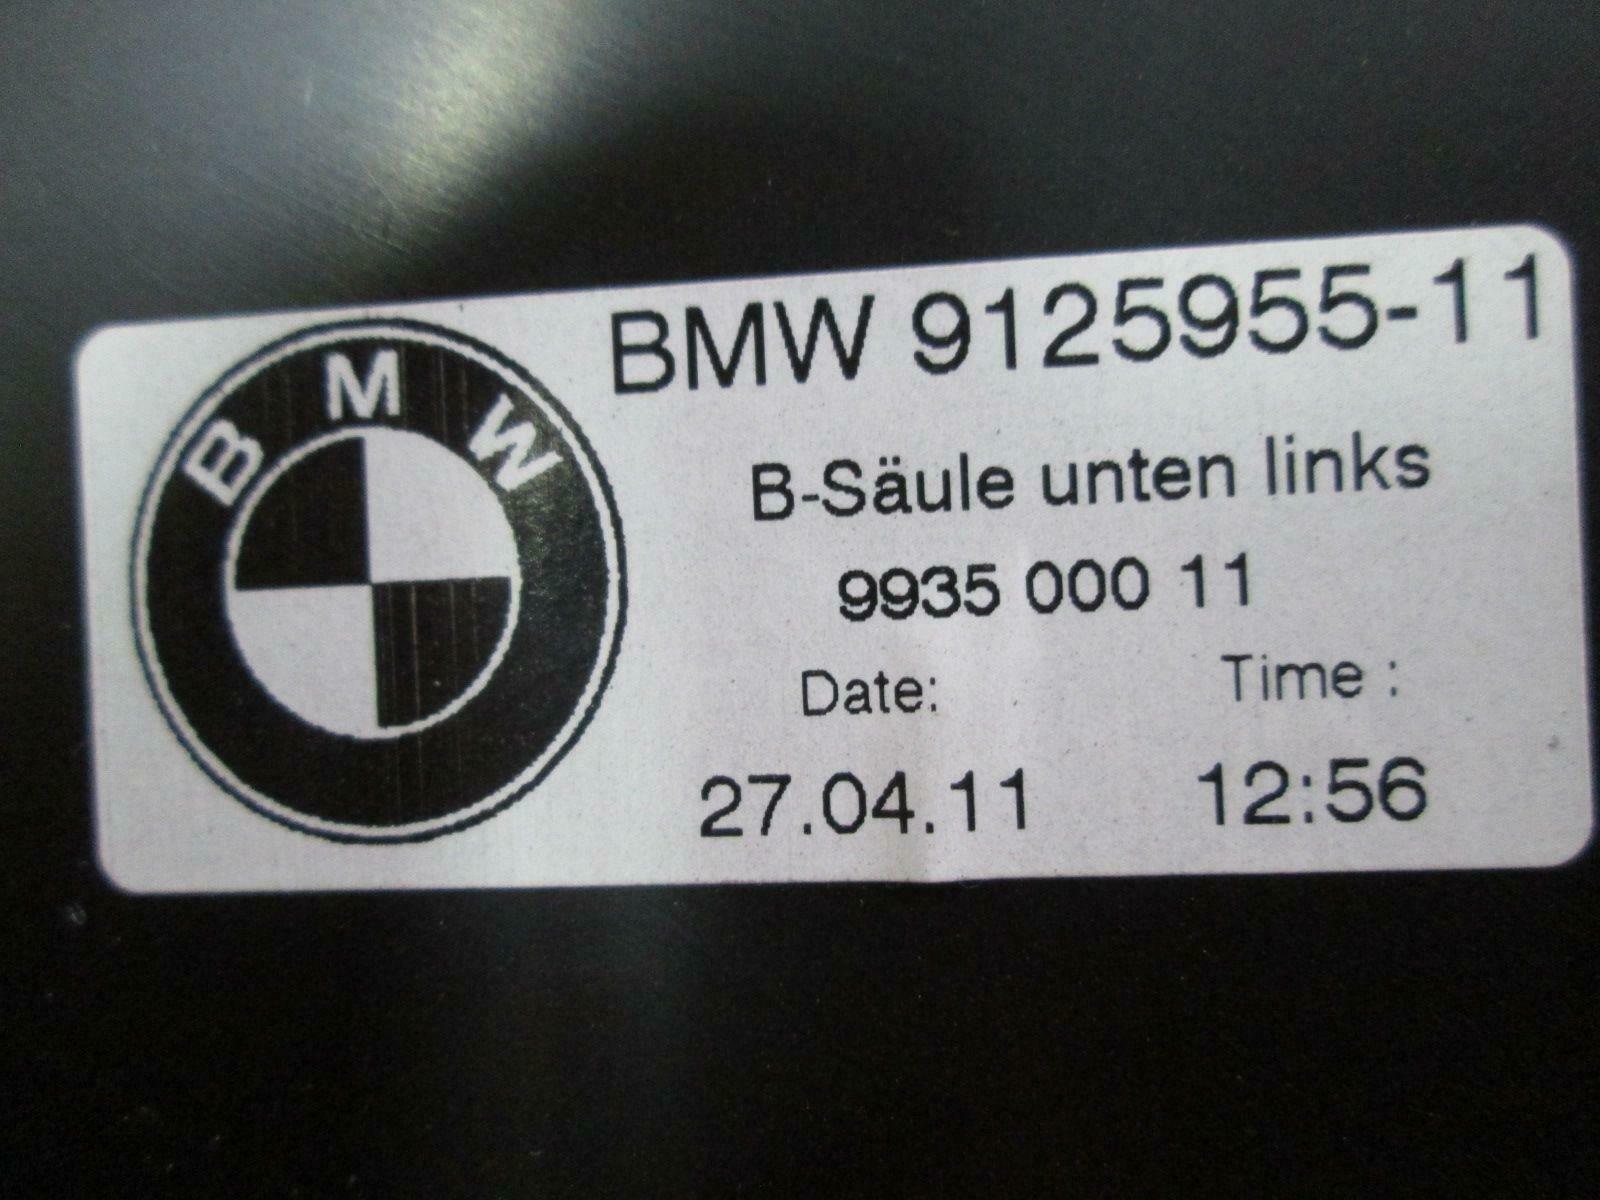 BMW
BMW 9125955-11
B-Säule unten links
9935 000 11
Date: Time :
27.04.11 12:56